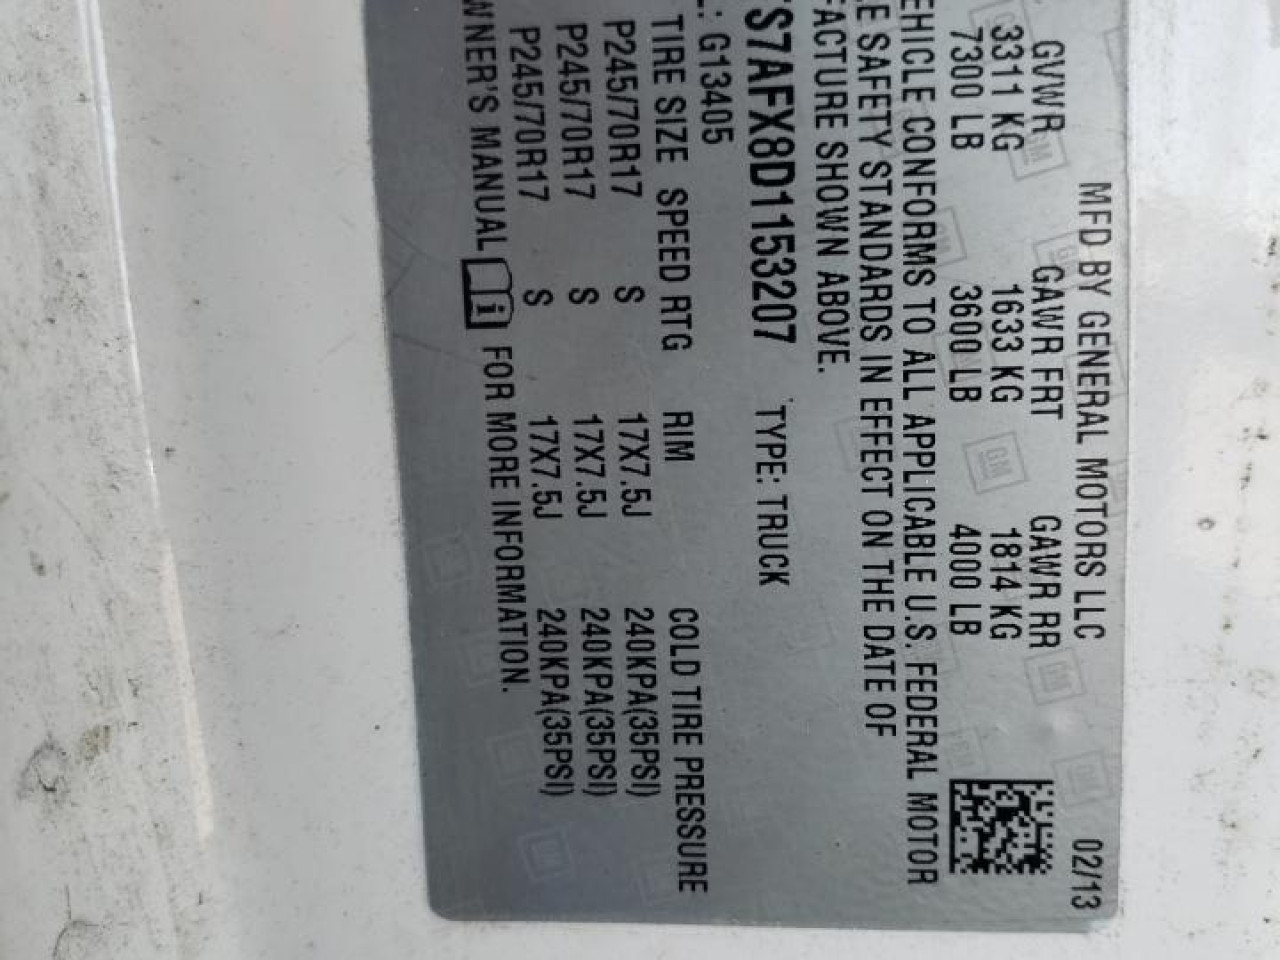 MFD BY GENERAL MOTORS LLC 02/13
GVWR GAWR FRT GAWR RR
3311 KG 1633 KG 1814 KG
7300 LB 3600 LB 4000 LB
EHICLE CONFORMS TO ALL APPLICABLE U.S. FEDERAL MOTOR
E SAFETY STANDARDS IN EFFECT ON THE DATE OF
FACTURE SHOWN ABOVE.
S7AFX8D1153207 TYPE: TRUCK
L: G13405
TIRE SIZE SPEED RTG RIM COLD TIRE PRESSURE
P245/70R17 S 17X7.5J 240KPA(35PSI)
P245/70R17 S 17X7.5J 240KPA(35PSI)
P245/70R17 S 17X7.5J 240KPA(35PSI)
WNER'S MANUAL i FOR MORE INFORMATION.